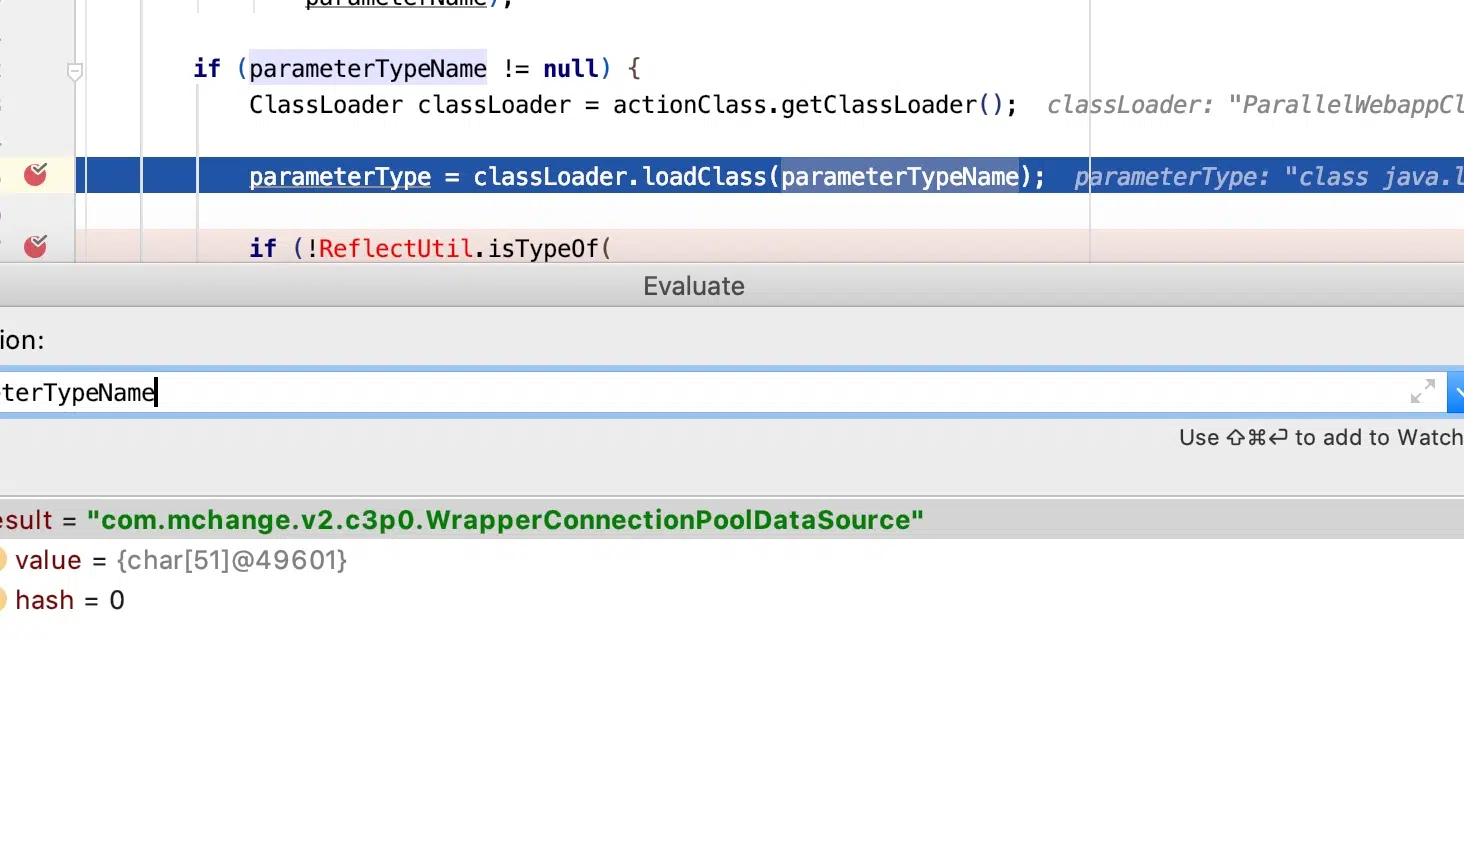 parameterName);
if (parameterTypeName != null) {
ClassLoader classLoader = actionClass.getClassLoader(); classLoader: "ParallelWebappCl
parameterType = classLoader.loadClass(parameterTypeName); parameterType: "class java.l
if (!ReflectUtil.isTypeOf(
Evaluate
ion:
terTypeName
Use ⇧⌘⏎ to add to Watch
esult = "com.mchange.v2.c3p0.WrapperConnectionPoolDataSource"
value = {char[51]@49601}
hash = 0